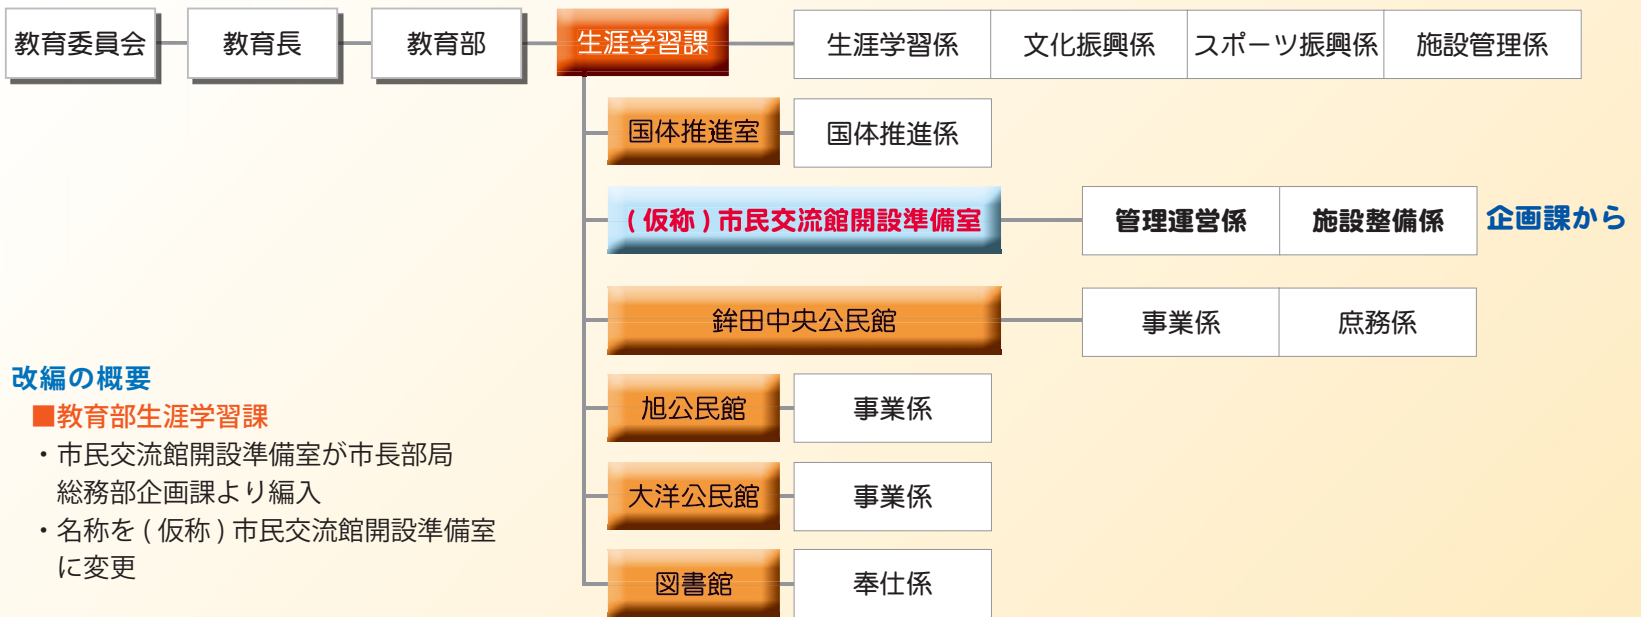 教育委員会 教育長 教育部 生涯学習課 生涯学習係 文化振興係 スポーツ振興係 施設管理係
国体推進室 国体推進係
(仮称)市民交流館開設準備室 管理運営係 施設整備係 企画課から
鉾田中央公民館 事業係 庶務係
旭公民館 事業係
大洋公民館 事業係
図書館 奉仕係
改編の概要
■教育部生涯学習課
・市民交流館開設準備室が市長部局
総務部企画課より編入
・名称を(仮称)市民交流館開設準備室
に変更